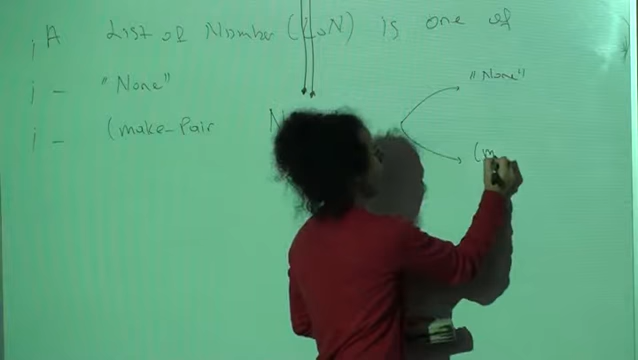 ; A List of Number (LoN) is one of
; - "None"
; - (make-Pair N
"None"
(m